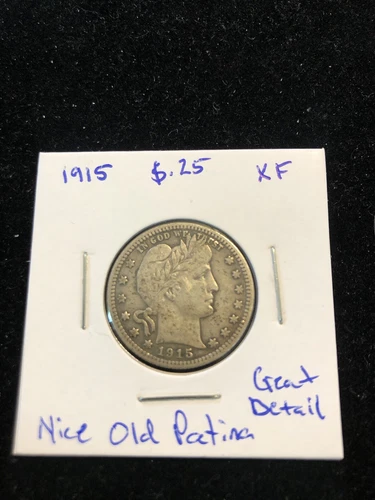 1915 $.25 XF
IN GOD WE TRUST
1915
Great
Detail
Nice Old Patina